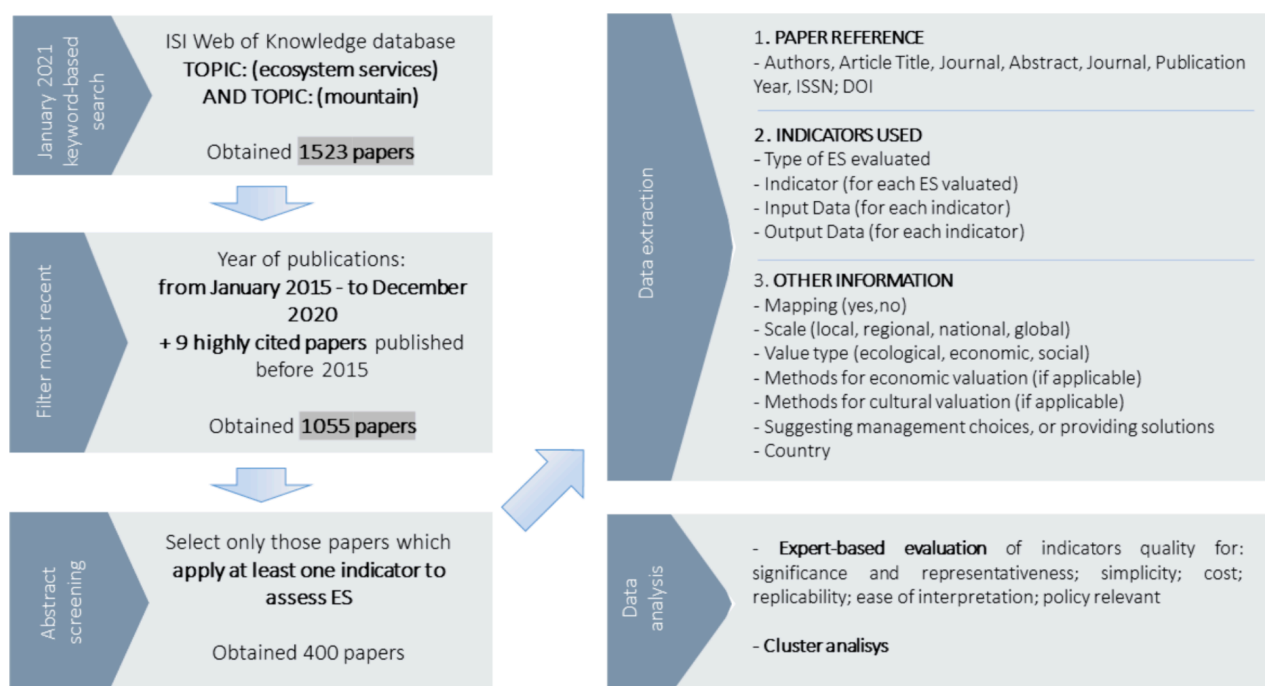 January 2021
keyword-based
search
ISI Web of Knowledge database
TOPIC: (ecosystem services)
AND TOPIC: (mountain)
Obtained 1523 papers
Filter most recent
Year of publications:
from January 2015 - to December
2020
+ 9 highly cited papers published
before 2015
Obtained 1055 papers
Abstract
screening
Select only those papers which
apply at least one indicator to
assess ES
Obtained 400 papers
Data extraction
1. PAPER REFERENCE
- Authors, Article Title, Journal, Abstract, Journal, Publication
Year, ISSN; DOI
2. INDICATORS USED
- Type of ES evaluated
- Indicator (for each ES valuated)
- Input Data (for each indicator)
- Output Data (for each indicator)
3. OTHER INFORMATION
- Mapping (yes,no)
- Scale (local, regional, national, global)
- Value type (ecological, economic, social)
- Methods for economic valuation (if applicable)
- Methods for cultural valuation (if applicable)
- Suggesting management choices, or providing solutions
- Country
Data
analysis
- Expert-based evaluation of indicators quality for:
significance and representativeness; simplicity; cost;
replicability; ease of interpretation; policy relevant
- Cluster analisys